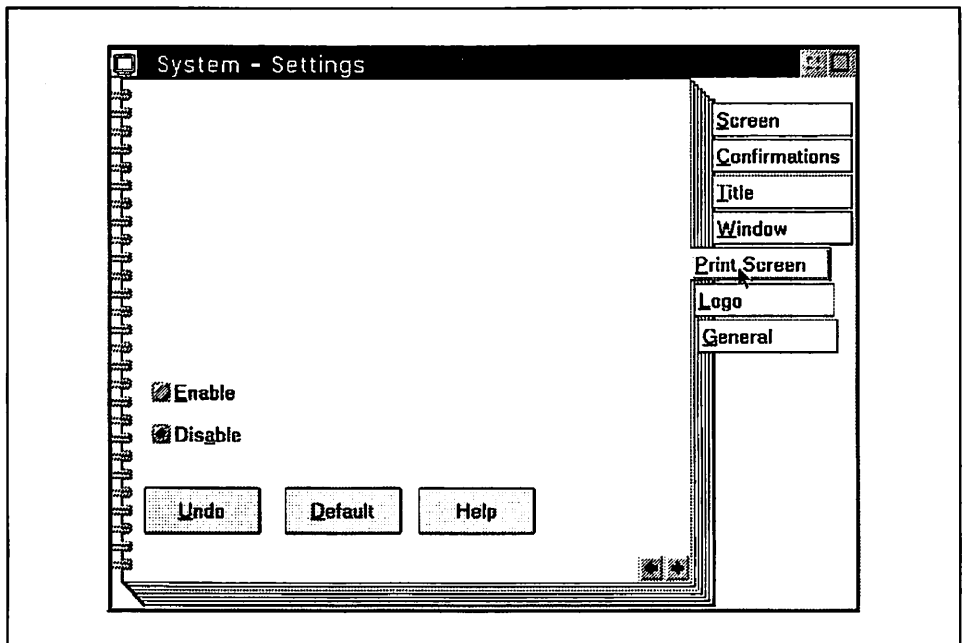 System - Settings
Screen
Confirmations
Title
Window
Print Screen
Logo
General
Enable
Disable
Undo
Default
Help